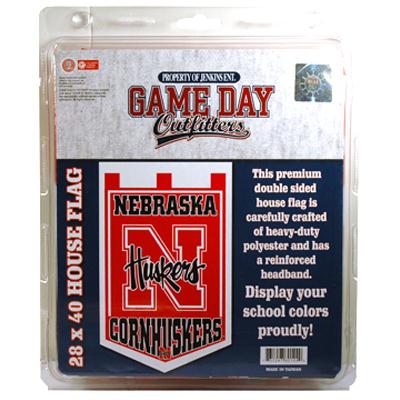 PROPERTY OF JENKINS ENT.
GAME DAY
Outfitters
28 x 40 HOUSE FLAG
NEBRASKA
N
Huskers
CORNHUSKERS
This premium
double sided
house flag is
carefully crafted
of heavy-duty
polyester and has
a reinforced
headband.
Display your
school colors
proudly!
MADE IN TAIWAN